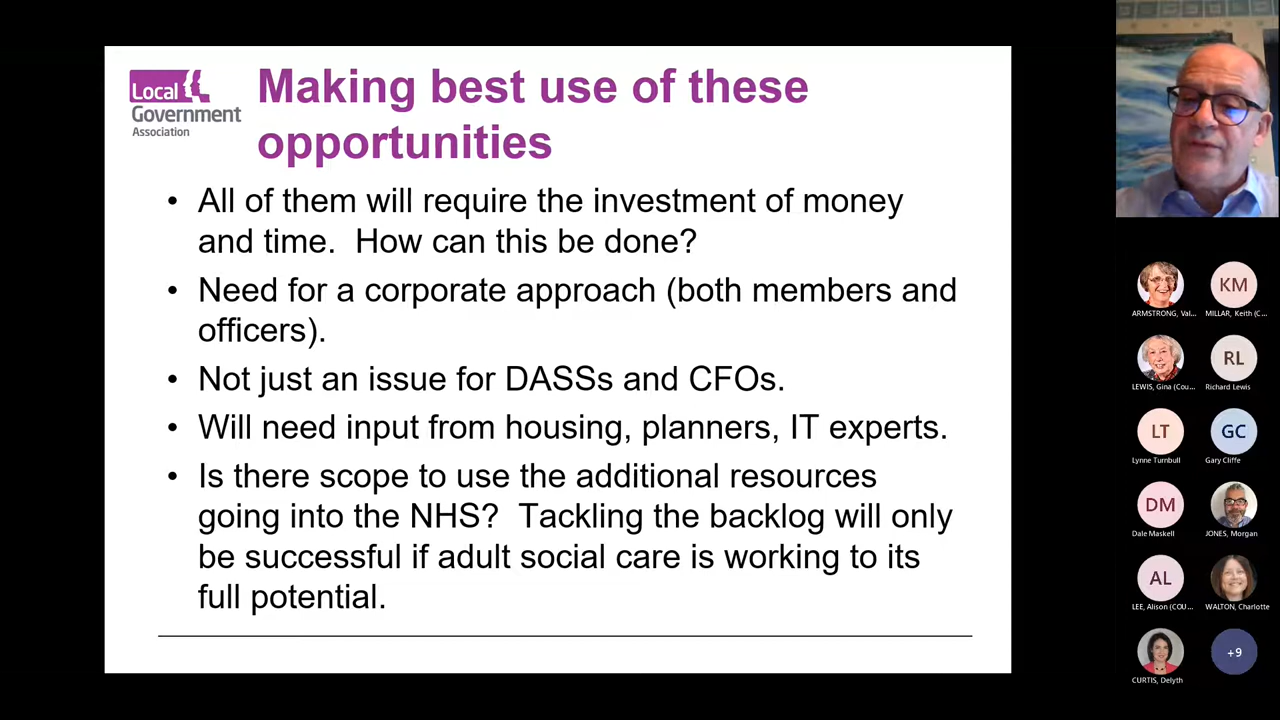 Local
Government
Association
Making best use of these
opportunities
• All of them will require the investment of money
and time.  How can this be done?
• Need for a corporate approach (both members and
officers).
• Not just an issue for DASSs and CFOs.
• Will need input from housing, planners, IT experts.
• Is there scope to use the additional resources
going into the NHS?  Tackling the backlog will only
be successful if adult social care is working to its
full potential.
KM
ARMSTRONG, Val...
MILLAR, Keith (C...
RL
LEWIS, Gina (Cou...
Richard Lewis
LT
GC
Lynne Turnbull
Gary Cliffe
DM
Dale Maskell
JONES, Morgan
AL
LEE, Alison (COU...
WALTON, Charlotte
+9
CURTIS, Delyth